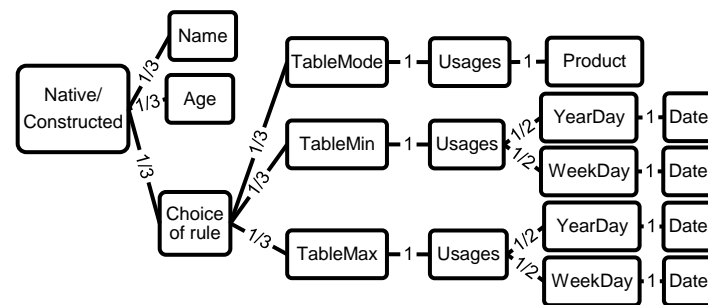 Name
1/3
TableMode
1
Usages
1
Product
Native/
Constructed
1/3
Age
1/3
1/3
TableMin
1
Usages
1/2
YearDay
1
Date
1/3
1/2
WeekDay
1
Date
Choice
of rule
1/3
TableMax
1
Usages
1/2
YearDay
1
Date
1/2
WeekDay
1
Date